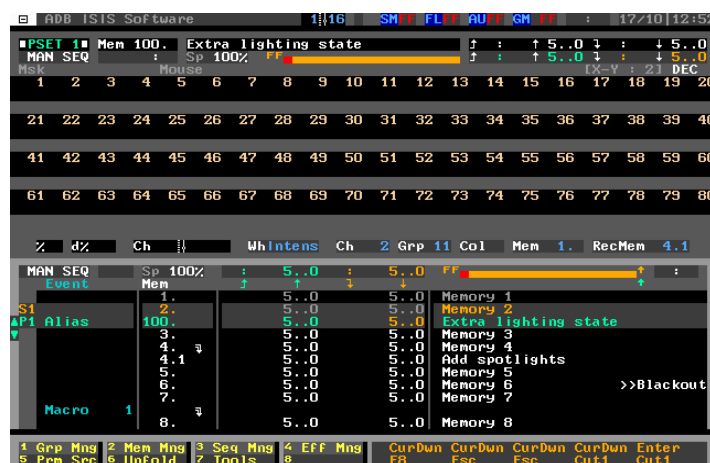 ADB ISIS Software 1 16 SMFF FLFF AUFF GM FF : 17/10 12:52
PSET 1 Mem 100. Extra lighting state : ↑ 5..0 : ↓ 5..0
MAN SEQ : Sp 100% FF : ↑ 5..0 : ↓ 5..0
Msk Mouse [X-Y : 2] DEC
1 2 3 4 5 6 7 8 9 10 11 12 13 14 15 16 17 18 19 20
21 22 23 24 25 26 27 28 29 30 31 32 33 34 35 36 37 38 39 40
41 42 43 44 45 46 47 48 49 50 51 52 53 54 55 56 57 58 59 60
61 62 63 64 65 66 67 68 69 70 71 72 73 74 75 76 77 78 79 80
% d% Ch WhIntens Ch 2 Grp 11 Col Mem 1. RecMem 4.1
MAN SEQ Sp 100% : 5..0 : 5..0 FF :
Event Mem
1. 5..0 5..0 Memory 1
S1 2. 5..0 5..0 Memory 2
P1 Alias 100. 5..0 5..0 Extra lighting state
3. 5..0 5..0 Memory 3
4. 5..0 5..0 Memory 4
4.1 5..0 5..0 Add spotlights
5. 5..0 5..0 Memory 5
6. 5..0 5..0 Memory 6 >>Blackout
7. 5..0 5..0 Memory 7
Macro 1
8. 5..0 5..0 Memory 8
1 Grp Mng 2 Mem Mng 3 Seq Mng 4 Eff Mng CurDwn CurDwn CurDwn CurDwn Enter
5 Prm Src 6 Unfold 7 Tools 8 F8 Esc Esc Cut1 Cut1